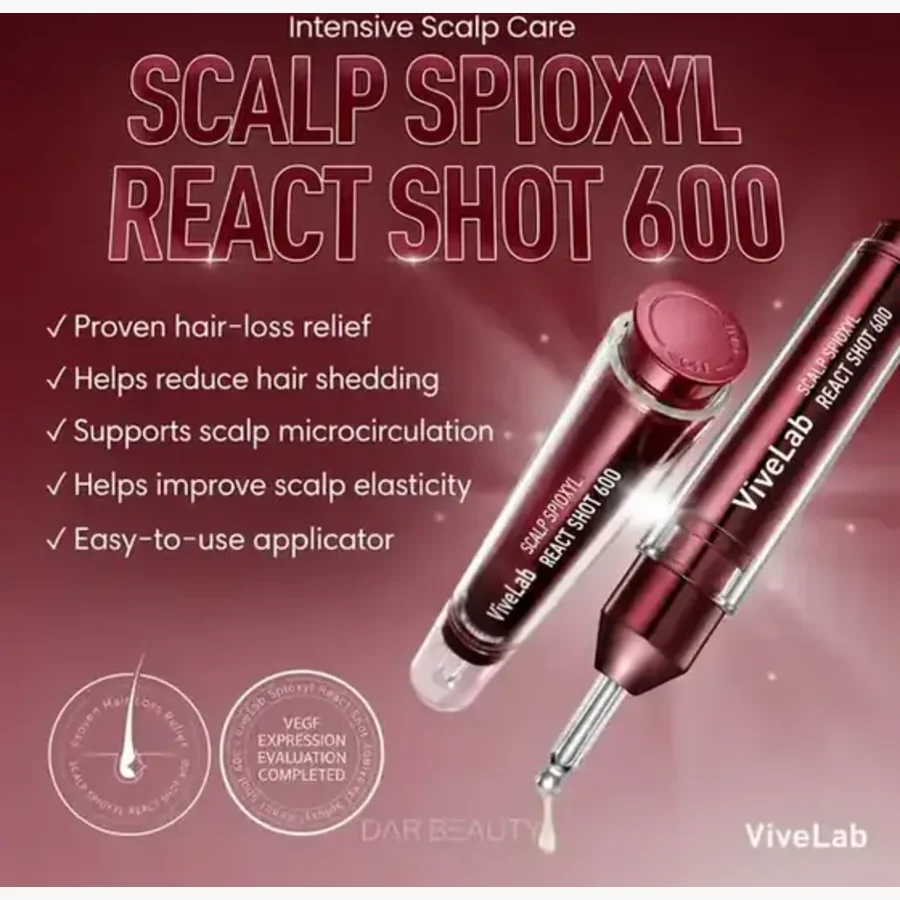 Intensive Scalp Care
SCALP SPIOXYL
REACT SHOT 600
✓ Proven hair-loss relief
✓ Helps reduce hair shedding
✓ Supports scalp microcirculation
✓ Helps improve scalp elasticity
✓ Easy-to-use applicator
ViveLab
SCALP SPIOXYL
REACT SHOT 600
ViveLab
SCALP SPIOXYL
REACT SHOT 600
Proven Hair Loss Relief
SCALP SPIOXYL REACT SHOT 600
VEGF
EXPRESSION
EVALUATION
COMPLETED
DAR BEAUTY
ViveLab